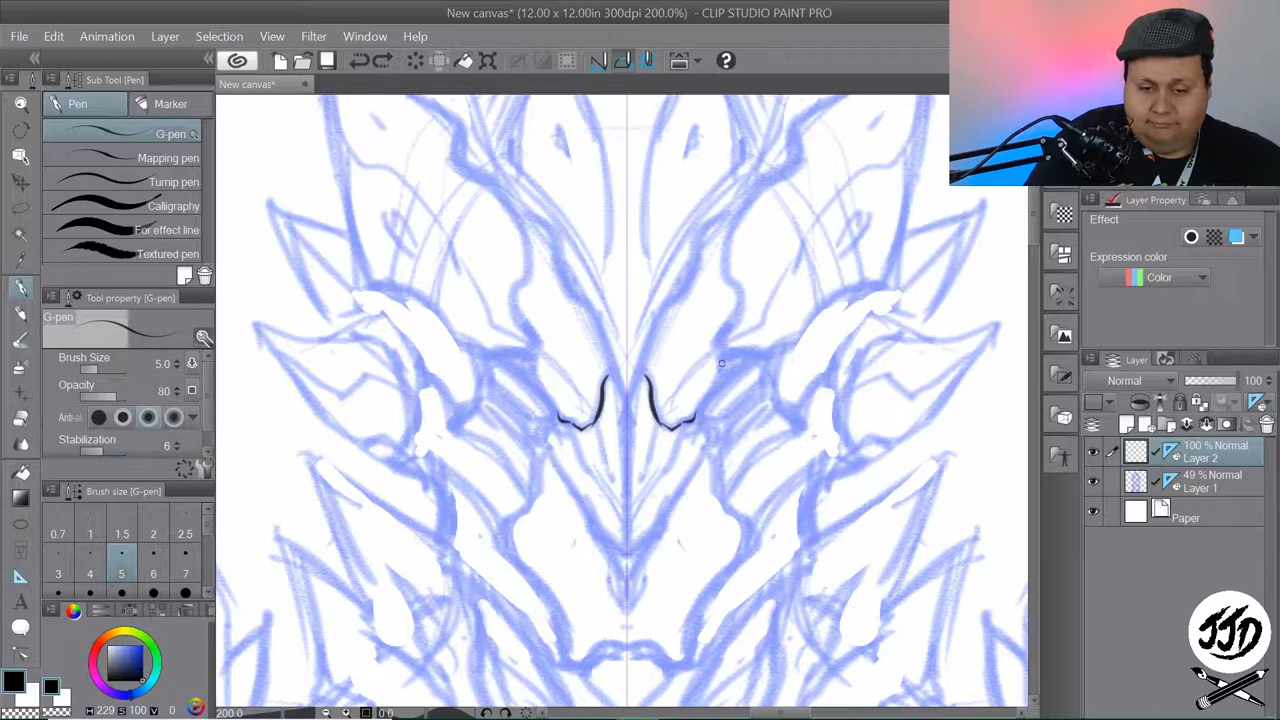 New canvas* (12.00 x 12.00in 300dpi 200.0%) - CLIP STUDIO PAINT PRO
File Edit Animation Layer Selection View Filter Window Help
Sub Tool [Pen]
New canvas*
Pen Marker
G-pen
Mapping pen
Turnip pen
Calligraphy
For effect line
Textured pen
Tool property [G-pen]
G-pen
Brush Size 5.0
Opacity 80
Anti-al
Stabilization 6
Brush size [G-pen]
0.7 1 1.5 2 2.5
3 4 5 6 7
H 229 S 100 V 0
200.0 0.0
Layer Property
Effect
Expression color
Color
Layer
Normal 100
100 % Normal
Layer 2
49 % Normal
Layer 1
Paper
JJD